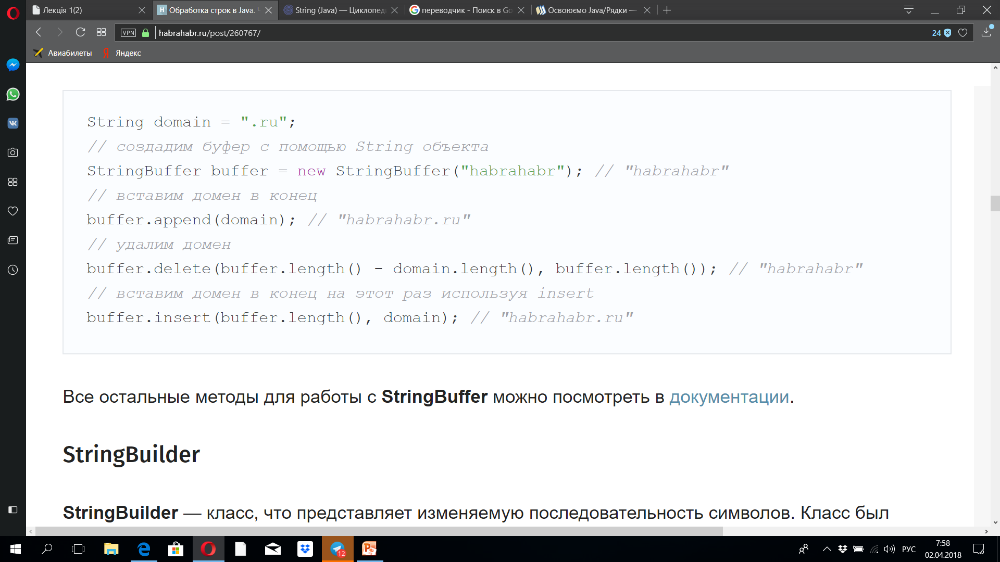 Лекція 1(2)
Обработка строк в Java.
String (Java) — Циклопед
переводчик - Поиск в Go
Освоюємо Java/Рядки —
VPN
habrahabr.ru/post/260767/
24
Авиабилеты
Яндекс
String domain = ".ru";
// создадим буфер с помощью String объекта
StringBuffer buffer = new StringBuffer("habrahabr"); // "habrahabr"
// вставим домен в конец
buffer.append(domain); // "habrahabr.ru"
// удалим домен
buffer.delete(buffer.length() - domain.length(), buffer.length()); // "habrahabr"
// вставим домен в конец на этот раз используя insert
buffer.insert(buffer.length(), domain); // "habrahabr.ru"
Все остальные методы для работы с StringBuffer можно посмотреть в документации.
StringBuilder
StringBuilder — класс, что представляет изменяемую последовательность символов. Класс был
12
РУС
7:58
02.04.2018